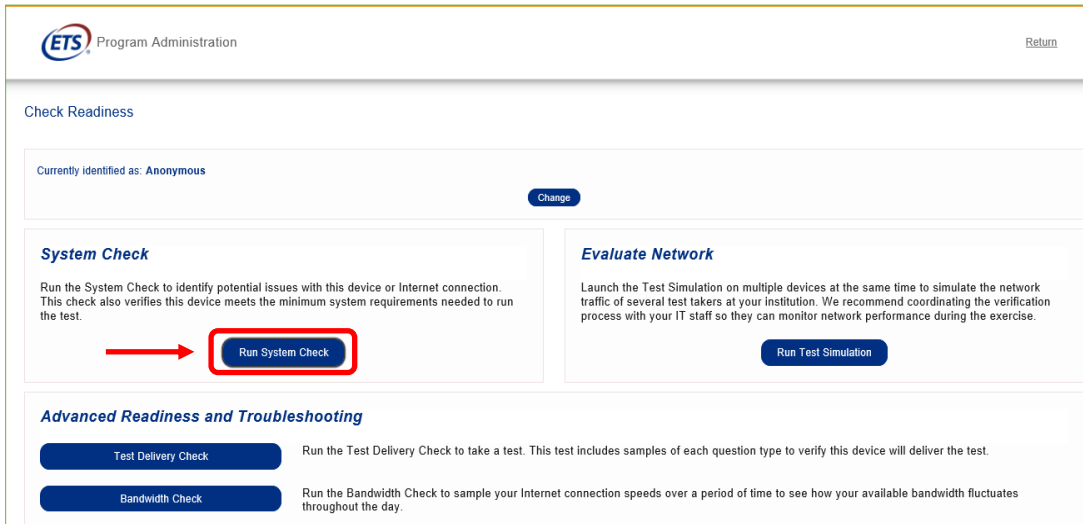 ETS® Program Administration
Return
Check Readiness
Currently identified as: Anonymous
Change
System Check
Run the System Check to identify potential issues with this device or Internet connection.
This check also verifies this device meets the minimum system requirements needed to run
the test.
Run System Check
Evaluate Network
Launch the Test Simulation on multiple devices at the same time to simulate the network
traffic of several test takers at your institution. We recommend coordinating the verification
process with your IT staff so they can monitor network performance during the exercise.
Run Test Simulation
Advanced Readiness and Troubleshooting
Test Delivery Check
Run the Test Delivery Check to take a test. This test includes samples of each question type to verify this device will deliver the test.
Bandwidth Check
Run the Bandwidth Check to sample your Internet connection speeds over a period of time to see how your available bandwidth fluctuates
throughout the day.